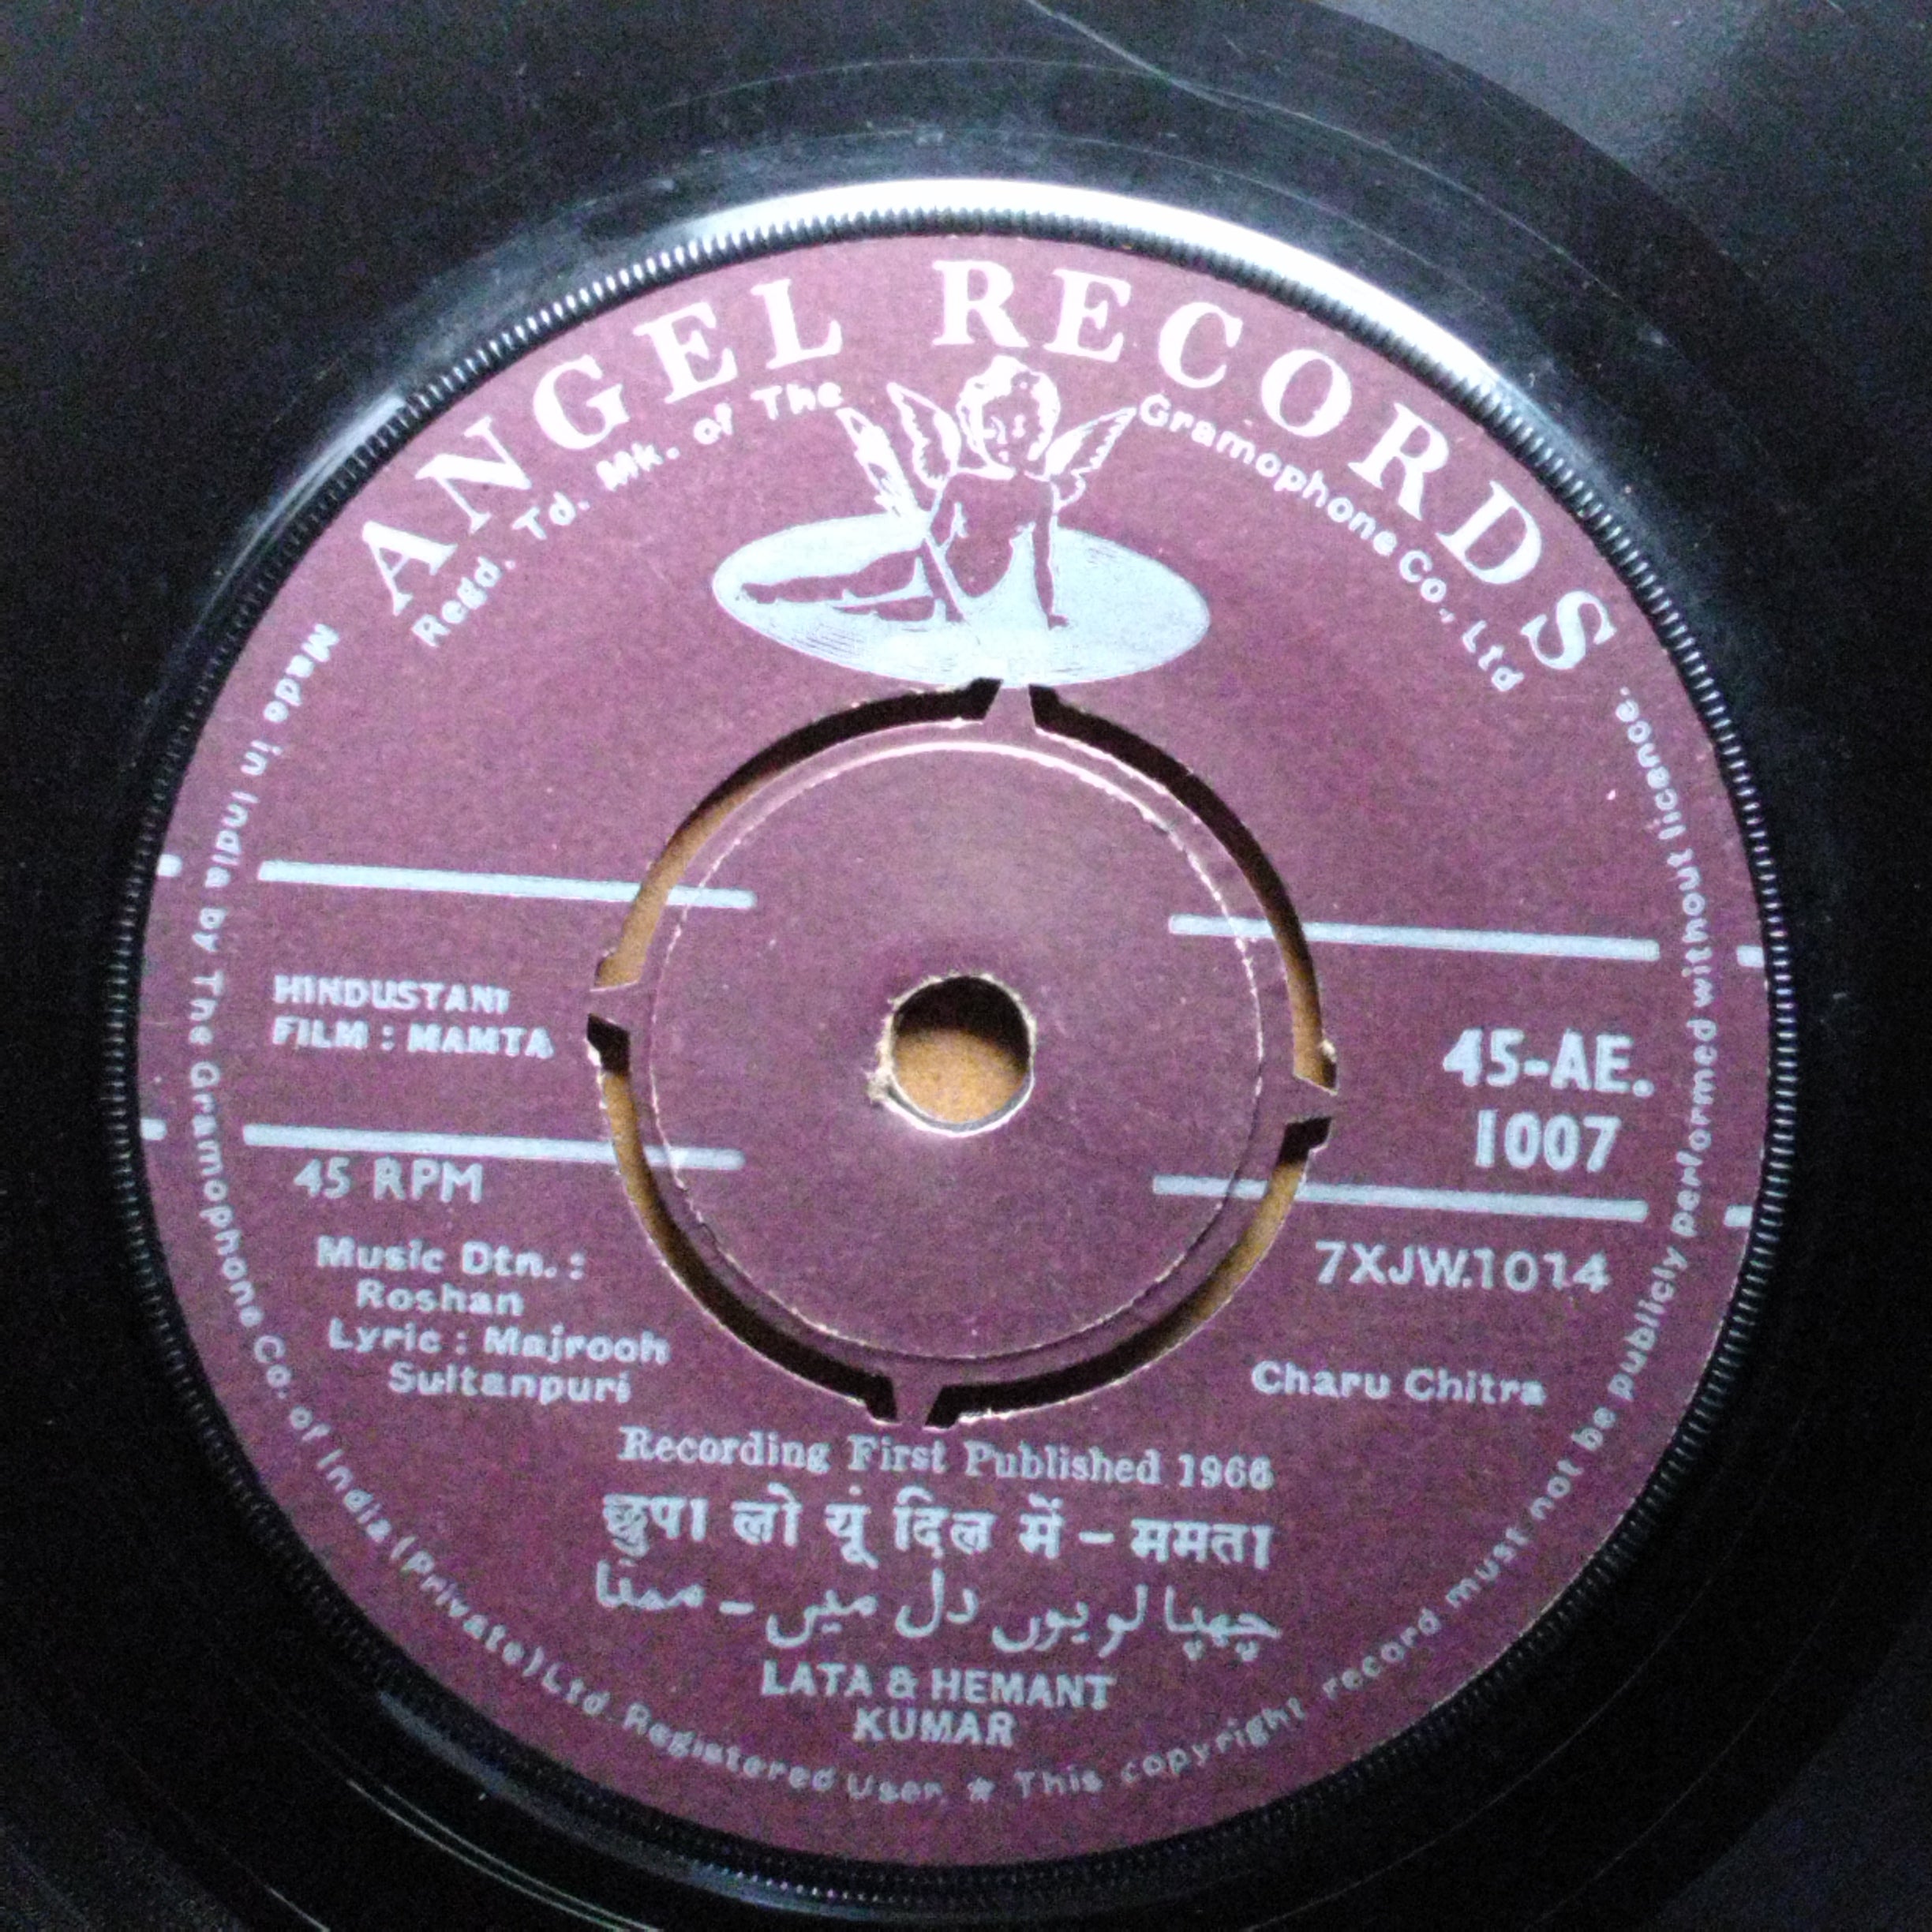 ANGEL RECORDS
Regd. Td. Mk. of The Gramophone Co., Ltd
HINDUSTANI
FILM : MAMTA
45-AE.
1007
45 RPM
7XJW.1014
Music Dtn. :
Roshan
Lyric : Majrooh
Sultanpuri
Charu Chitra
Recording First Published 1966
छुपा लो यूं दिल में - ममता
چھپا لو یوں دل میں - ممتا
LATA & HEMANT
KUMAR
Made in India by The Gramophone Co. of India (Private) Ltd. Registered User. * This copyright record must not be publicly performed without licence.